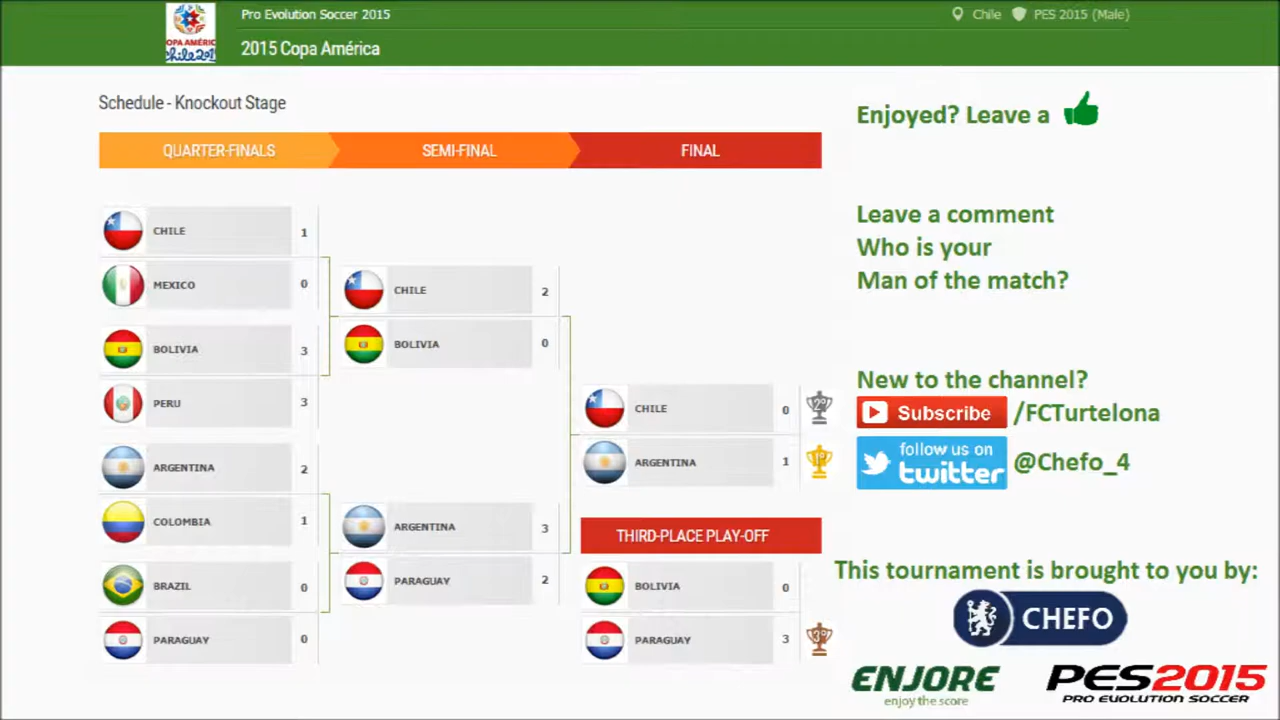 Pro Evolution Soccer 2015
Chile PES 2015 (Male)
2015 Copa América
Schedule - Knockout Stage
QUARTER-FINALS SEMI-FINAL FINAL
CHILE 1
MEXICO 0
BOLIVIA 3
PERU 3
ARGENTINA 2
COLOMBIA 1
BRAZIL 0
PARAGUAY 0
CHILE 2
BOLIVIA 0
ARGENTINA 3
PARAGUAY 2
CHILE 0 2º
ARGENTINA 1 1º
THIRD-PLACE PLAY-OFF
BOLIVIA 0
PARAGUAY 3 3º
Enjoyed? Leave a
Leave a comment
Who is your
Man of the match?
New to the channel?
Subscribe /FCTurtelona
follow us on
twitter @Chefo_4
This tournament is brought to you by:
CHEFO
ENJORE
enjoy the score
PES2015
PRO EVOLUTION SOCCER